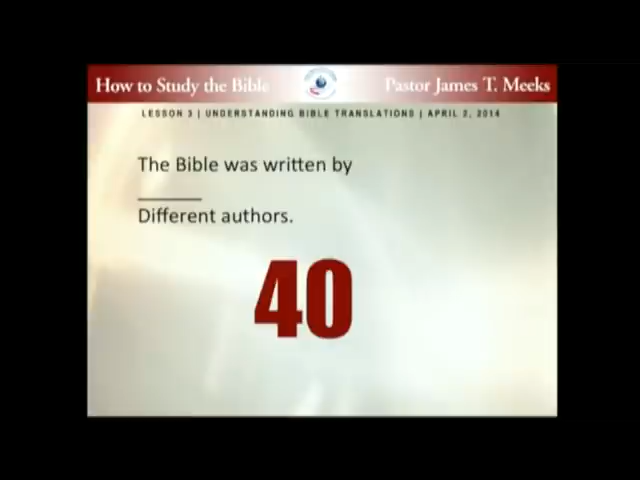 How to Study the Bible
Pastor James T. Meeks
LESSON 3 | UNDERSTANDING BIBLE TRANSLATIONS | APRIL 2, 2014
The Bible was written by
______
Different authors.
40